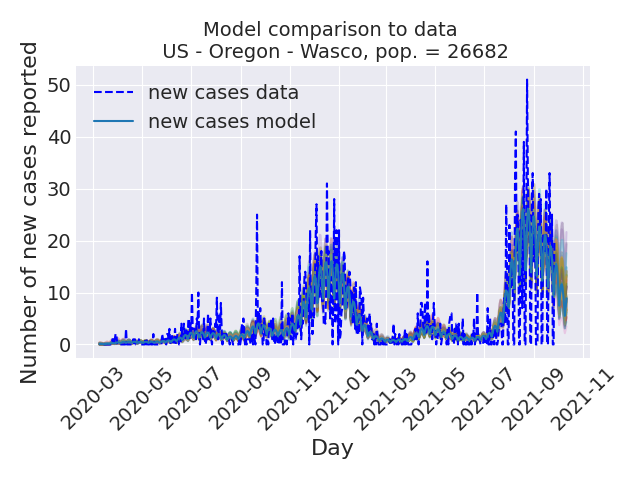 Model comparison to data
US - Oregon - Wasco, pop. = 26682
new cases data
new cases model
Number of new cases reported
50
40
30
20
10
0
2020-03
2020-05
2020-07
2020-09
2020-11
2021-01
2021-03
2021-05
2021-07
2021-09
2021-11
Day